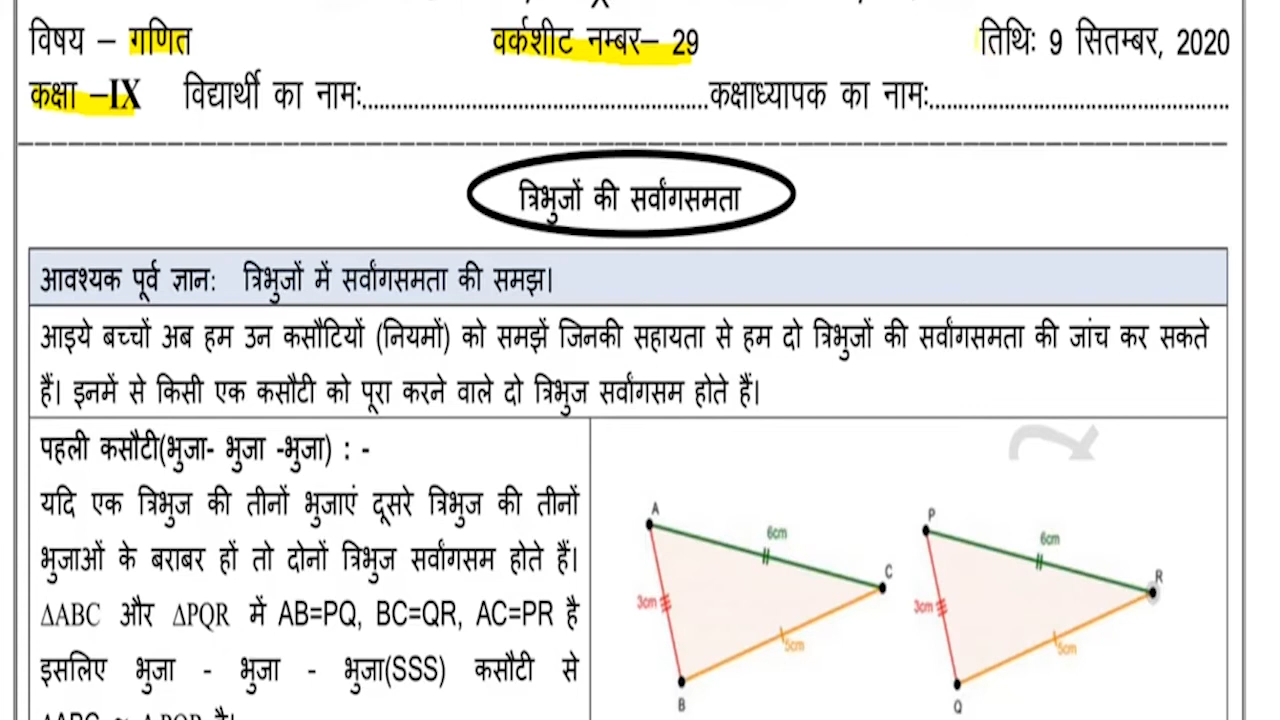 विषय – गणित वर्कशीट नम्बर– 29 तिथिः 9 सितम्बर, 2020
कक्षा –IX विद्यार्थी का नामः............................................................कक्षाध्यापक का नामः....................................................
त्रिभुजों की सर्वांगसमता
आवश्यक पूर्व ज्ञान: त्रिभुजों में सर्वांगसमता की समझ।
आइये बच्चों अब हम उन कसौटियों (नियमों) को समझें जिनकी सहायता से हम दो त्रिभुजों की सर्वांगसमता की जांच कर सकते
हैं। इनमें से किसी एक कसौटी को पूरा करने वाले दो त्रिभुज सर्वांगसम होते हैं।
पहली कसौटी(भुजा- भुजा -भुजा) : -
यदि एक त्रिभुज की तीनों भुजाएं दूसरे त्रिभुज की तीनों
भुजाओं के बराबर हों तो दोनों त्रिभुज सर्वांगसम होते हैं।
ΔABC और ΔPQR में AB=PQ, BC=QR, AC=PR है
इसलिए भुजा - भुजा - भुजा(SSS) कसौटी से
A
6cm
C
3cm
5cm
B
P
6cm
R
3cm
5cm
Q